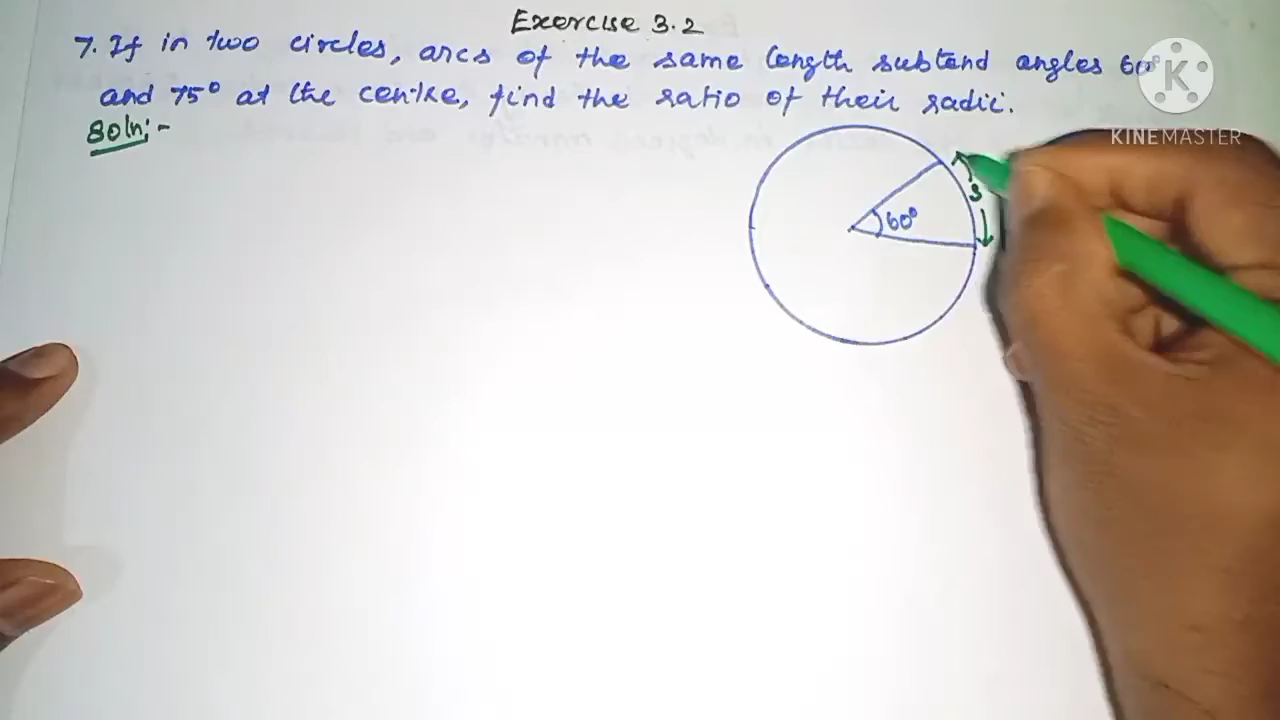 Exercise 3.2
7. If in two circles, arcs of the same length subtend angles 60°
and 75° at the centre, find the ratio of their radii.
Soln:-
60°
s
K
KINEMASTER